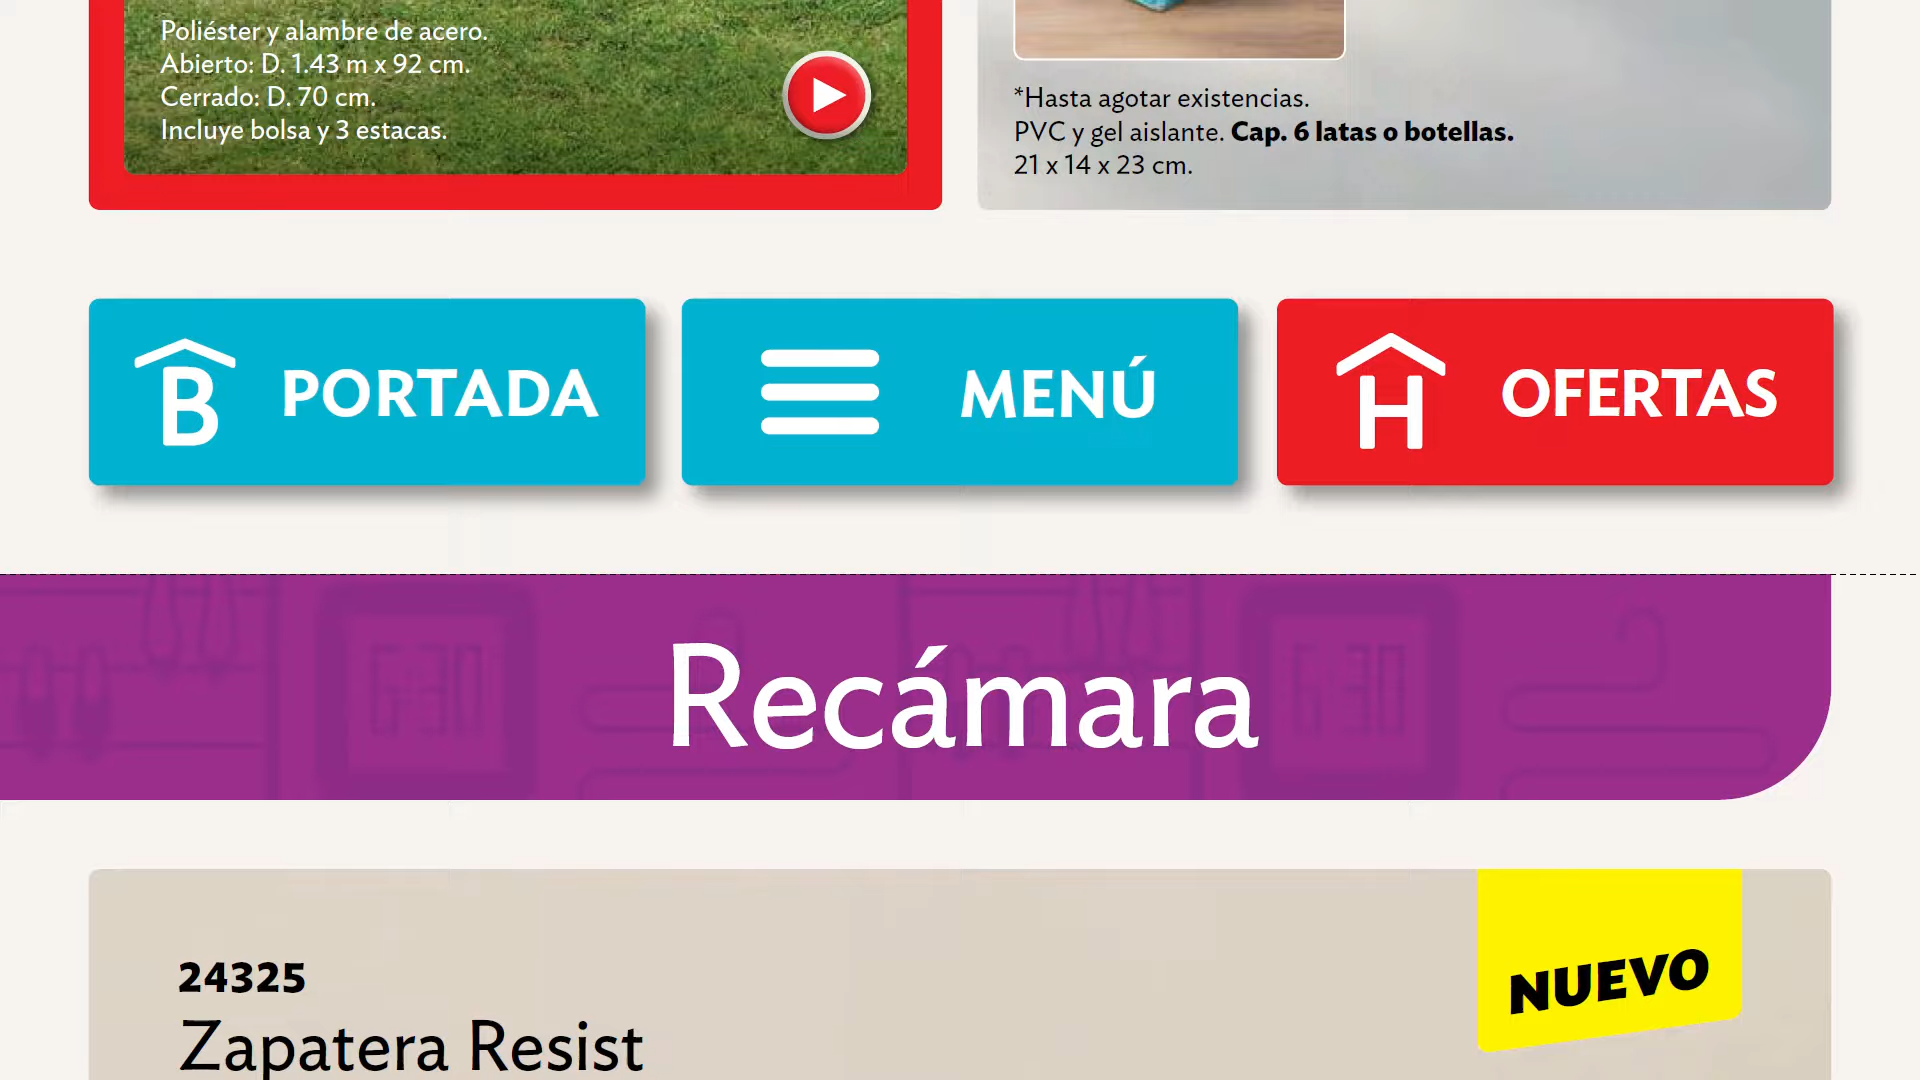 Poliéster y alambre de acero.
Abierto: D. 1.43 m x 92 cm.
Cerrado: D. 70 cm.
Incluye bolsa y 3 estacas.
*Hasta agotar existencias.
PVC y gel aislante. Cap. 6 latas o botellas.
21 x 14 x 23 cm.
B PORTADA
MENÚ
H OFERTAS
Recámara
NUEVO
24325
Zapatera Resist